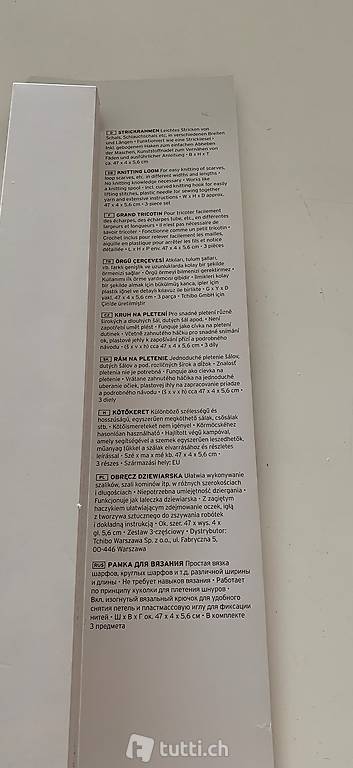 D STRICKRAHMEN Leichtes Stricken von
Schals, Schlauchschals etc. in verschiedenen Breiten
und Längen • Funktioniert wie eine Strickliesel •
Inkl. gebogenem Haken zum einfachen Abheben
der Maschen, Kunststoffnadel zum Vernähen von
Fäden und ausführlicher Anleitung • B x H x T
ca. 47 x 4 x 5,6 cm
GB KNITTING LOOM For easy knitting of scarves,
loop scarves, etc. in different widths and lengths •
No knitting knowledge necessary • Works like
a knitting spool • Incl. curved knitting hook for easily
lifting stitches, plastic needle for sewing together
yarn and extensive instructions • W x H x D approx.
47 x 4 x 5.6 cm • 3 piece set
F GRAND TRICOTIN Pour tricoter facilement
des écharpes, des écharpes tube, etc., en différentes
largeurs et longueurs • Il n'est pas nécessaire de
savoir tricoter • Fonctionne comme un petit tricotin •
Crochet inclus pour relever facilement les mailles,
aiguille en plastique pour arrêter les fils et notice
détaillée • L x H x P env. 47 x 4 x 5,6 cm • 3 pièces
TR ÖRGÜ ÇERÇEVESİ Atkıları, tulum şalları,
vb. farklı geniş ve uzunluklarda kolay bir şekilde
örmenizi sağlar • Örgü örmeyi bilmenizi gerektirmez •
Kullanımı ilk örme yardımcısı gibidir • İlmikleri kolay
bir şekilde almak için bükülmüş kanca, ipler için
plastik iğnel ve detaylı kılavuz ile birlikte • G x Y x D
yakl. 47 x 4 x 5,6 cm • 3 parça • Tchibo GmbH için
Çin'de üretilmiştir
CZ KRUH NA PLETENÍ Pro snadné pletení různě
širokých a dlouhých šál, dutých šál apod. • Není
zapotřebí umět plést • Funguje jako cívka na pletení
dutinek • Včetně zahnutého háčku pro snadné snímání
ok, plastové jehly k zapošívání přízí a podrobného
návodu • (š x v x h) cca 47 x 4 x 5,6 cm • 3 díly
SK RÁM NA PLETENIE Jednoduché pletenie šálov,
dutých šálov a pod. rozličných šírok a dĺžok • Znalosť
pletenia nie je potrebná • Funguje ako cievka na
pletenie • Vrátane zahnutého háčika na jednoduché
uberanie očiek, plastovej ihly na zapracovanie priadze
a podrobného návodu • (š x v x h) cca 47 x 4 x 5,6 cm •
3 diely
H KÖTŐKERET Különböző szélességű és
hosszúságú, egyszerűen megköthető sálak, csősálak
stb. • Kötőismereteket nem igényel • Körmöcskéhez
hasonlóan használható • Hajlított végű kampóval,
amely segítségével a szemek egyszerűen leszedhetők,
műanyag tűkkel a szálak eldolgozásához és részletes
leírással • Szé x ma x mé kb. 47 x 4 x 5,6 cm •
3 részes • Származási hely: EU
PL OBRĘCZ DZIEWIARSKA Ułatwia wykonywanie
szalików, szali kominów itp. w różnych szerokościach
i długościach • Niepotrzebna umiejętność dziergania •
Funkcjonuje jak laleczka dziewiarska • Z zagiętym
haczykiem ułatwiającym zdejmowanie oczek, igłą
z tworzywa sztucznego do zszywania robótek
i dokładną instrukcją • Ok. szer. 47 x wys. 4 x
gł. 5,6 cm • Zestaw 3-częściowy • Dystrybutor:
Tchibo Warszawa Sp. z o.o., ul. Fabryczna 5,
00-446 Warszawa
RUS РАМКА ДЛЯ ВЯЗАНИЯ Простая вязка
шарфов, круглых шарфов и т.д. различной ширины
и длины • Не требует навыков вязания • Работает
по принципу куколки для плетения шнуров •
Вкл. изогнутый вязальный крючок для удобного
снятия петель и пластмассовую иглу для фиксации
нитей • Ш x В x Г ок. 47 x 4 x 5,6 см • В комплекте
3 предмета
tutti.ch